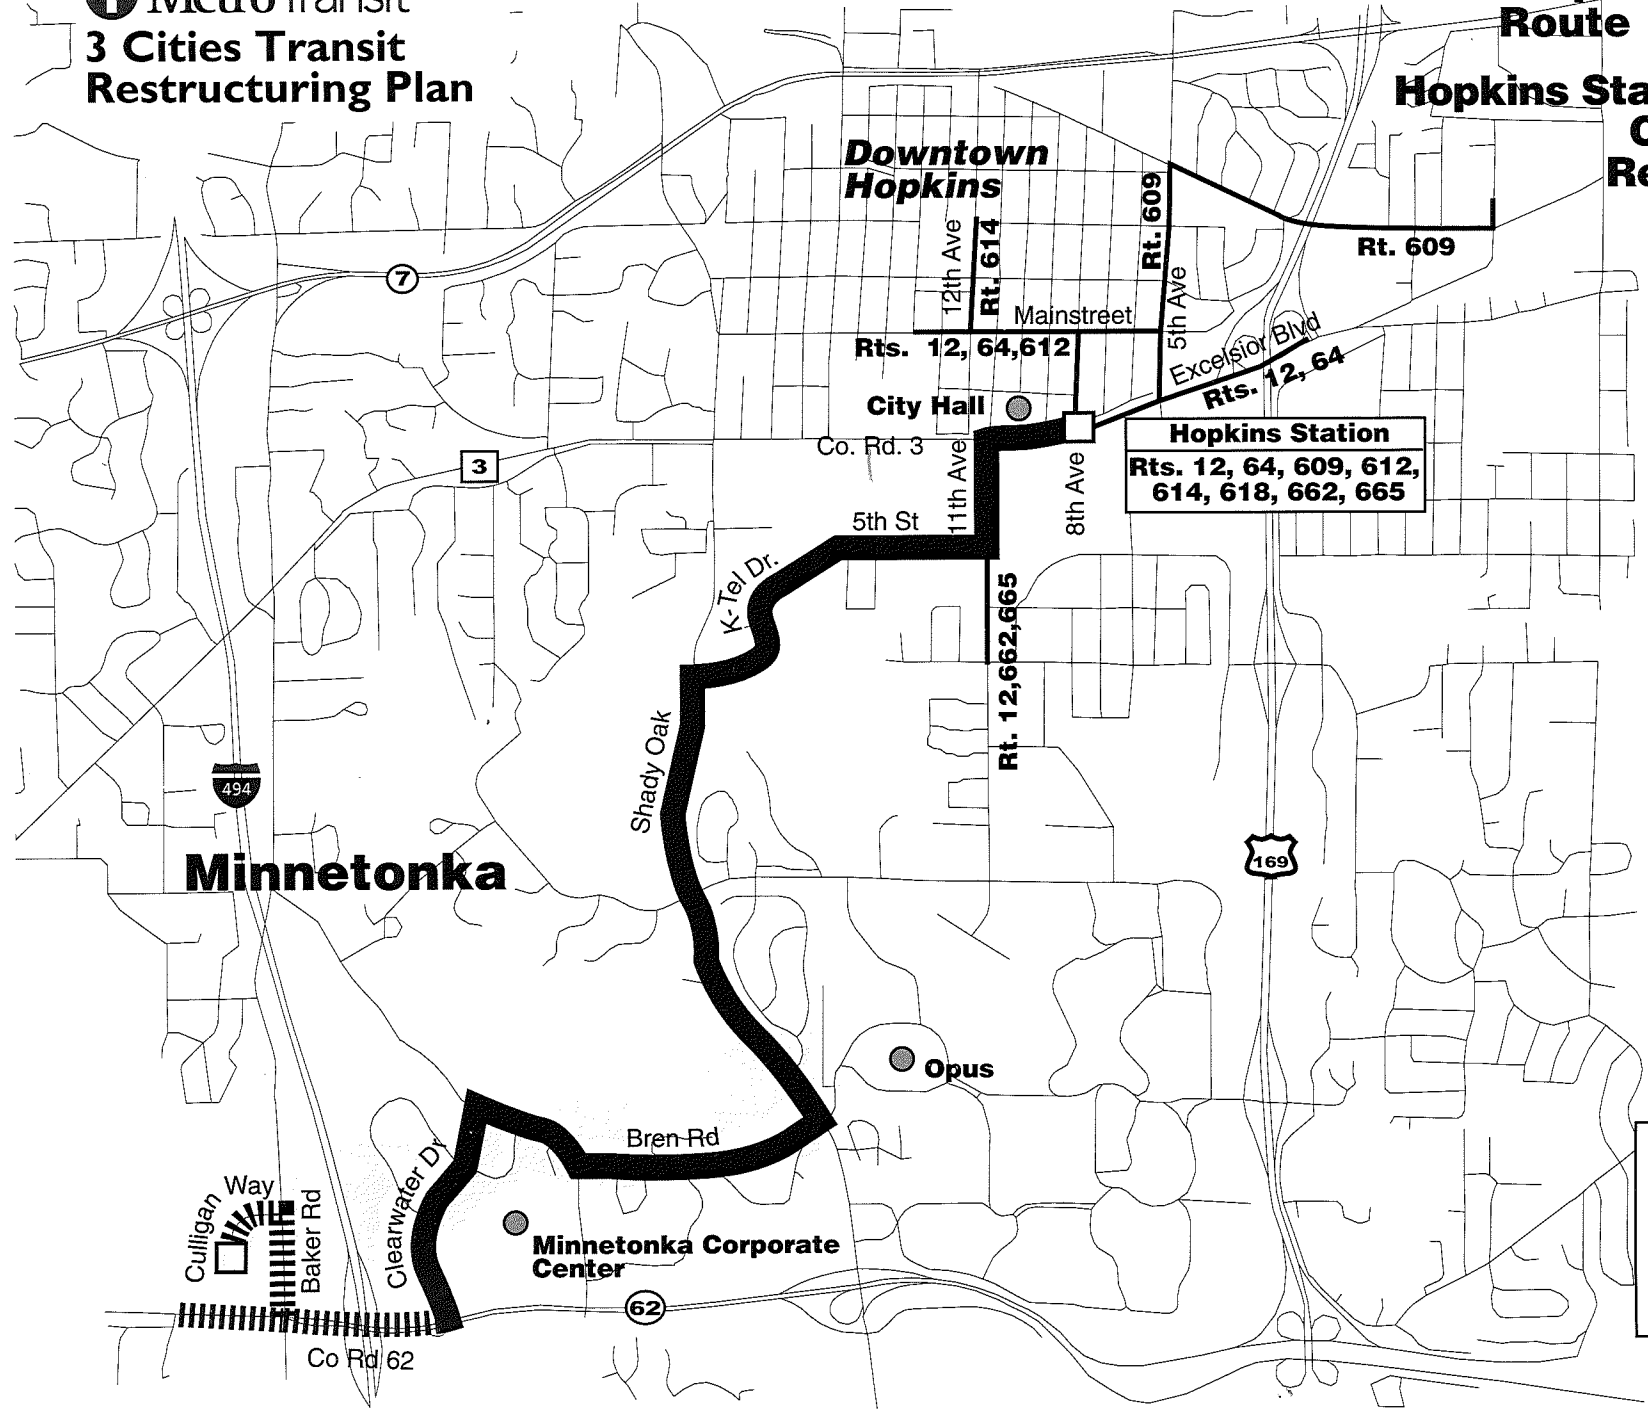 Metro Transit
3 Cities Transit
Restructuring Plan
Route
Hopkins Sta
Downtown
Hopkins
7
12th Ave
Rt. 614
Rt. 609
Rt. 609
Mainstreet
5th Ave
Rts. 12, 64,612
Excelsior Blvd
Rts. 12, 64
City Hall
Co. Rd. 3
3
Hopkins Station
Rts. 12, 64, 609, 612,
614, 618, 662, 665
11th Ave
8th Ave
5th St
K-Tel Dr.
Rt. 12,662,665
Shady Oak
494
Minnetonka
169
Opus
Bren Rd
Clearwater Dr
Culligan Way
Baker Rd
Minnetonka Corporate
Center
62
Co Rd 62